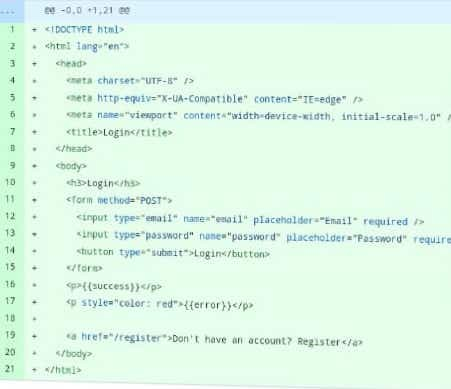 ... @@ -0,0 +1,21 @@
1 + <!DOCTYPE html>
2 + <html lang="en">
3 + <head>
4 + <meta charset="UTF-8" />
5 + <meta http-equiv="X-UA-Compatible" content="IE=edge" />
6 + <meta name="viewport" content="width=device-width, initial-scale=1.0" /
7 + <title>Login</title>
8 + </head>
9 + <body>
10 + <h3>Login</h3>
11 + <form method="POST">
12 + <input type="email" name="email" placeholder="Email" required />
13 + <input type="password" name="password" placeholder="Password" require
14 + <button type="submit">Login</button>
15 + </form>
16 + <p>{{success}}</p>
17 + <p style="color: red">{{error}}</p>
18 +
19 + <a href="/register">Don't have an account? Register</a>
20 + </body>
21 + </html>